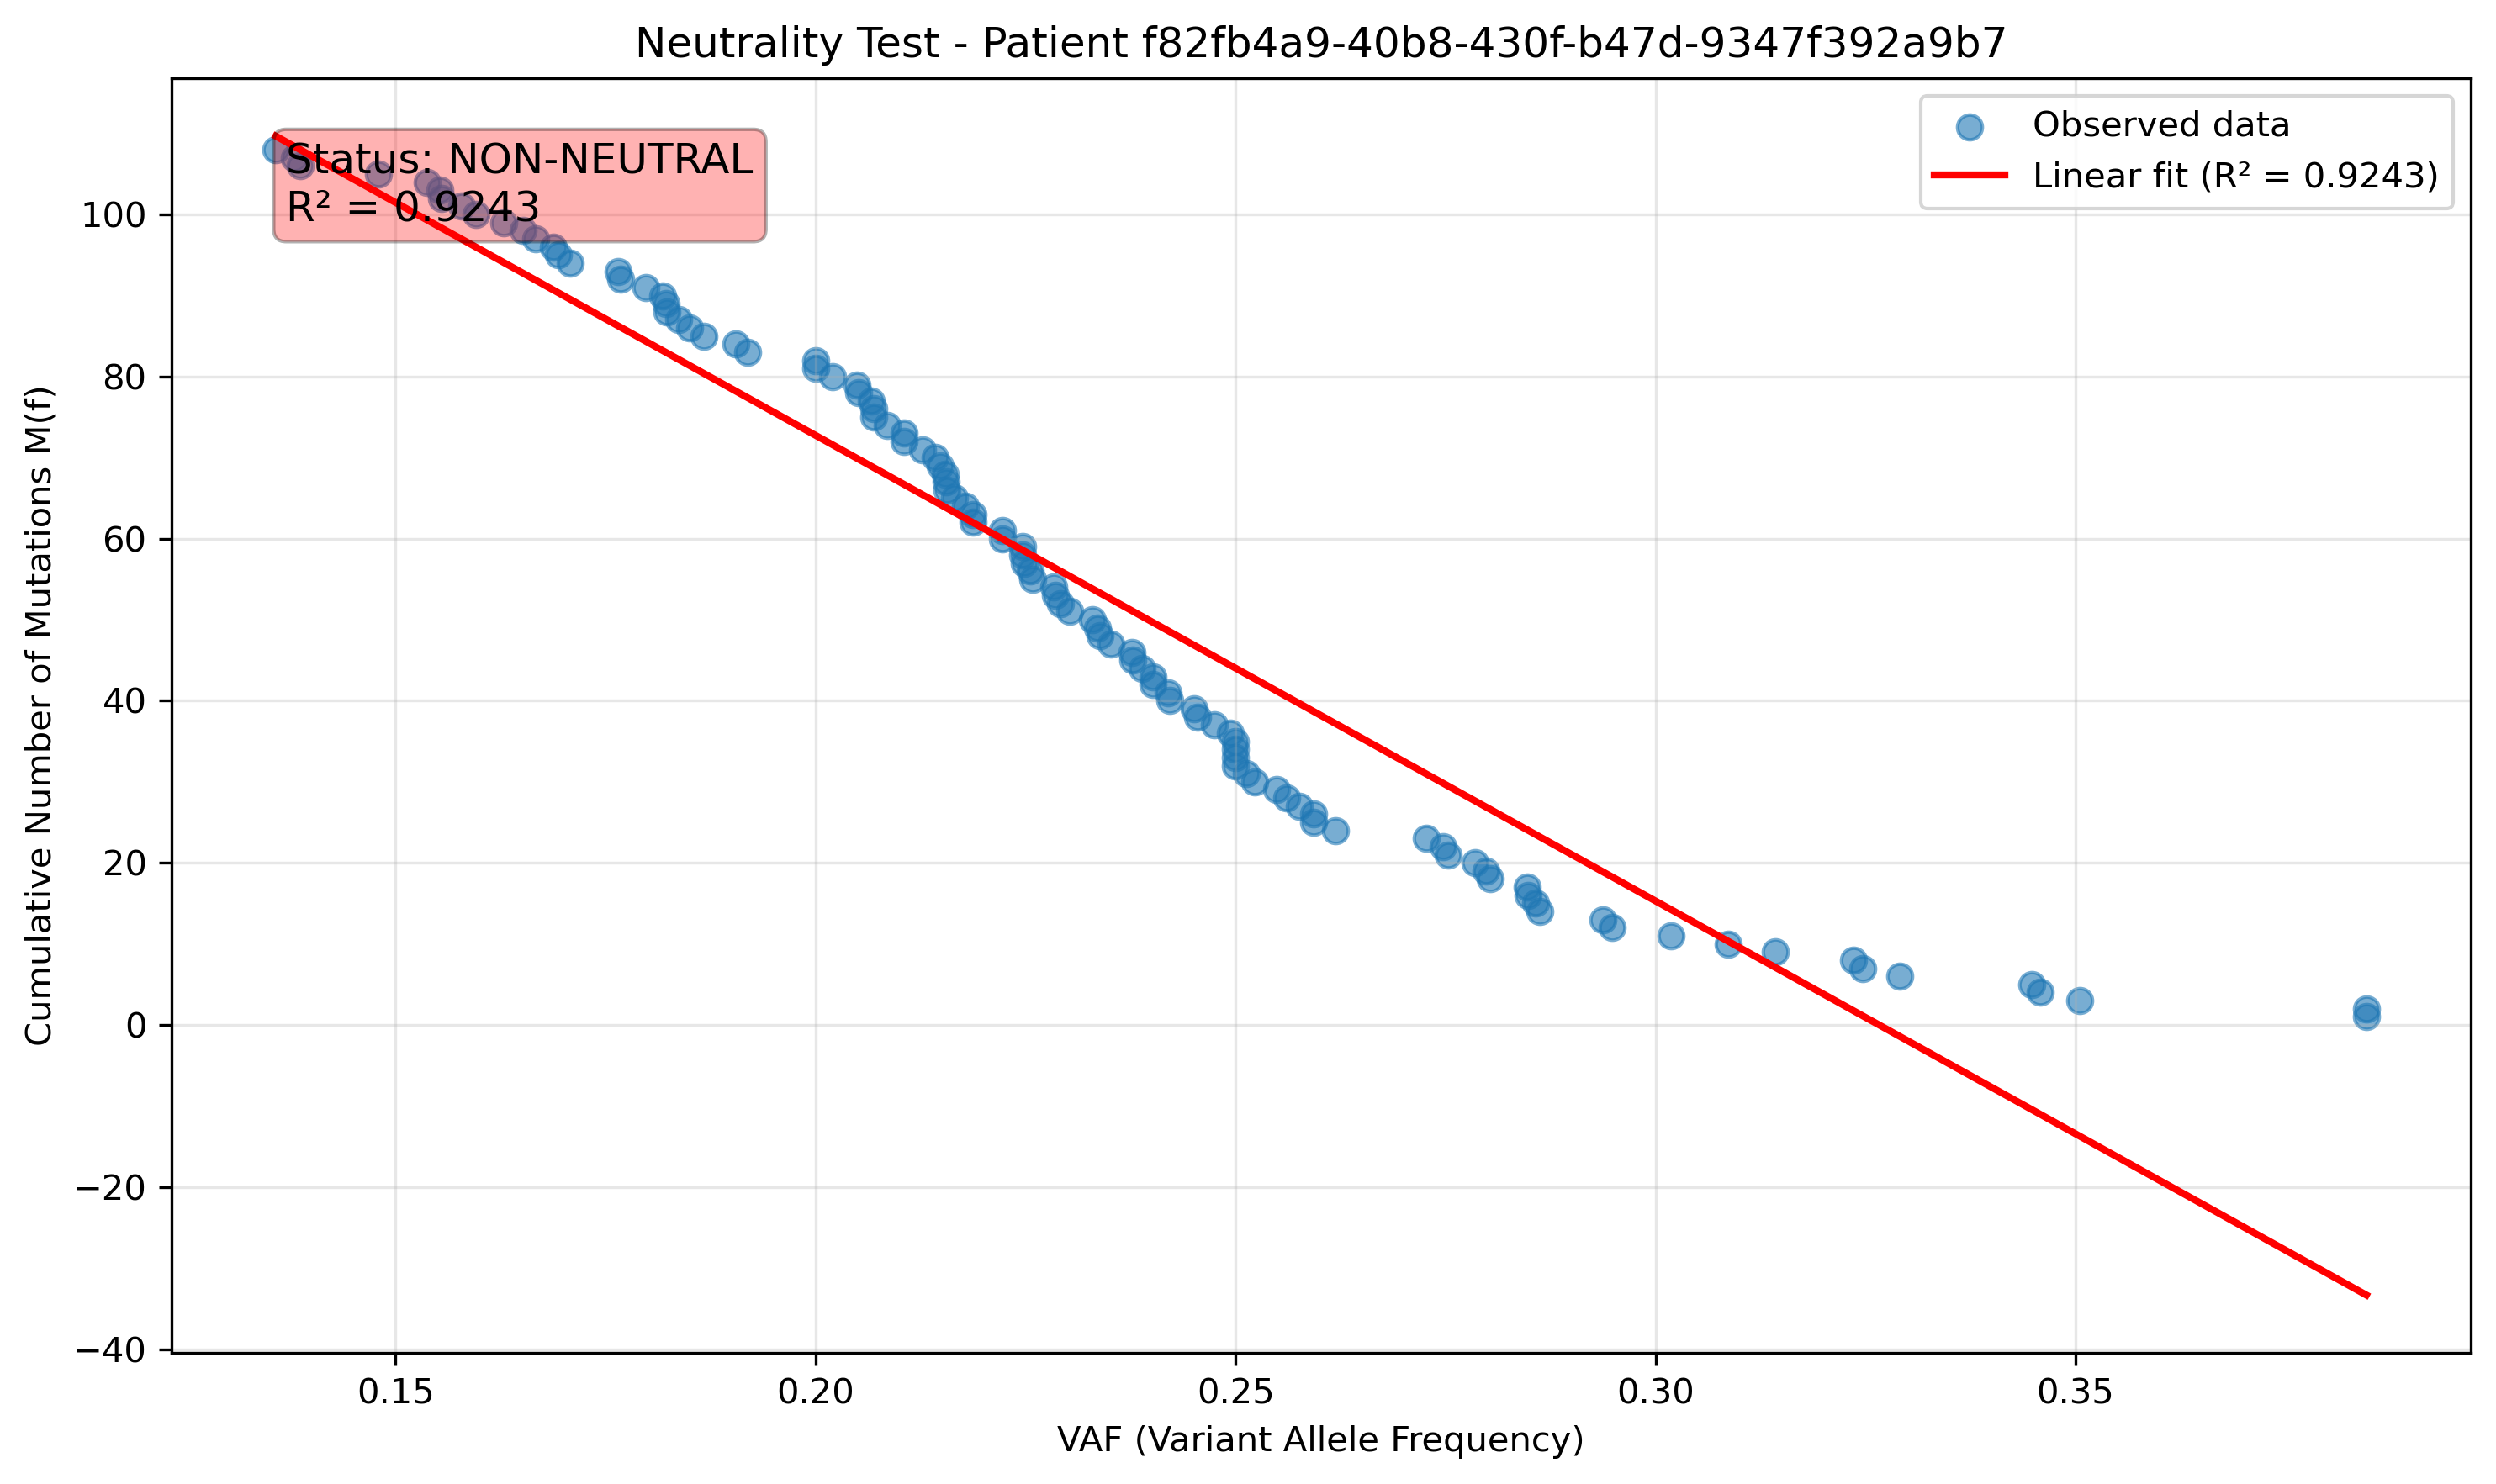 Neutrality Test - Patient f82fb4a9-40b8-430f-b47d-9347f392a9b7
Status: NON-NEUTRAL
R² = 0.9243
Observed data
Linear fit (R² = 0.9243)
Cumulative Number of Mutations M(f)
100
80
60
40
20
0
−20
−40
0.15
0.20
0.25
0.30
0.35
VAF (Variant Allele Frequency)